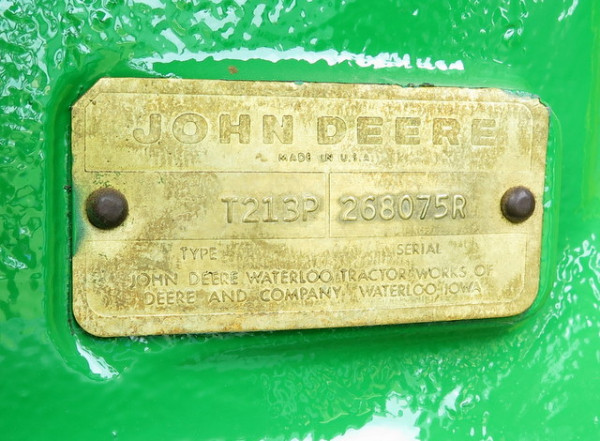 JOHN DEERE
MADE IN U.S.A.
T213P 268075R
TYPE SERIAL
JOHN DEERE WATERLOO TRACTOR WORKS OF
DEERE AND COMPANY WATERLOO IOWA